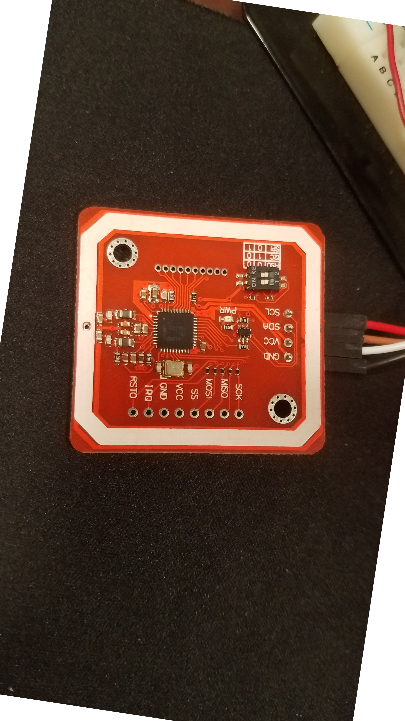 A B C
PWR
SCL
SDA
VCC
GND
SCK
MISO
MOSI
SS
VCC
GND
IRQ
RSTO